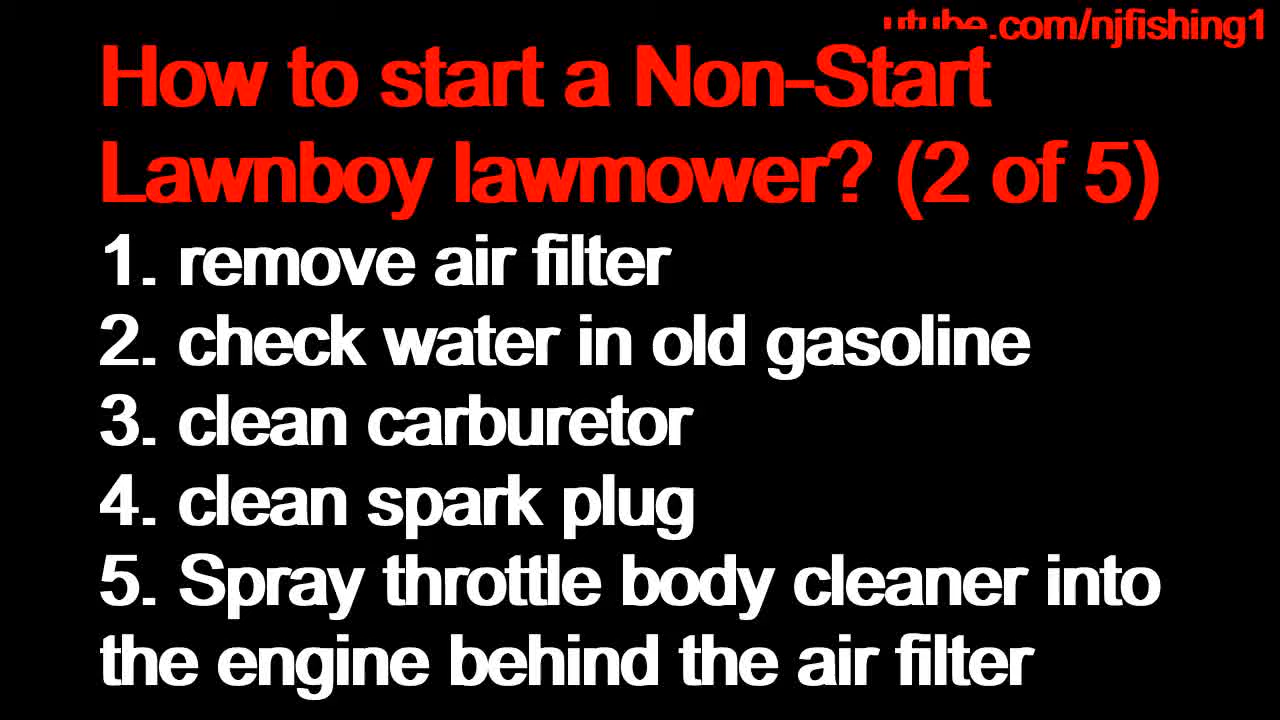 utube.com/njfishing1
How to start a Non-Start
Lawnboy lawmower? (2 of 5)
1. remove air filter
2. check water in old gasoline
3. clean carburetor
4. clean spark plug
5. Spray throttle body cleaner into
the engine behind the air filter